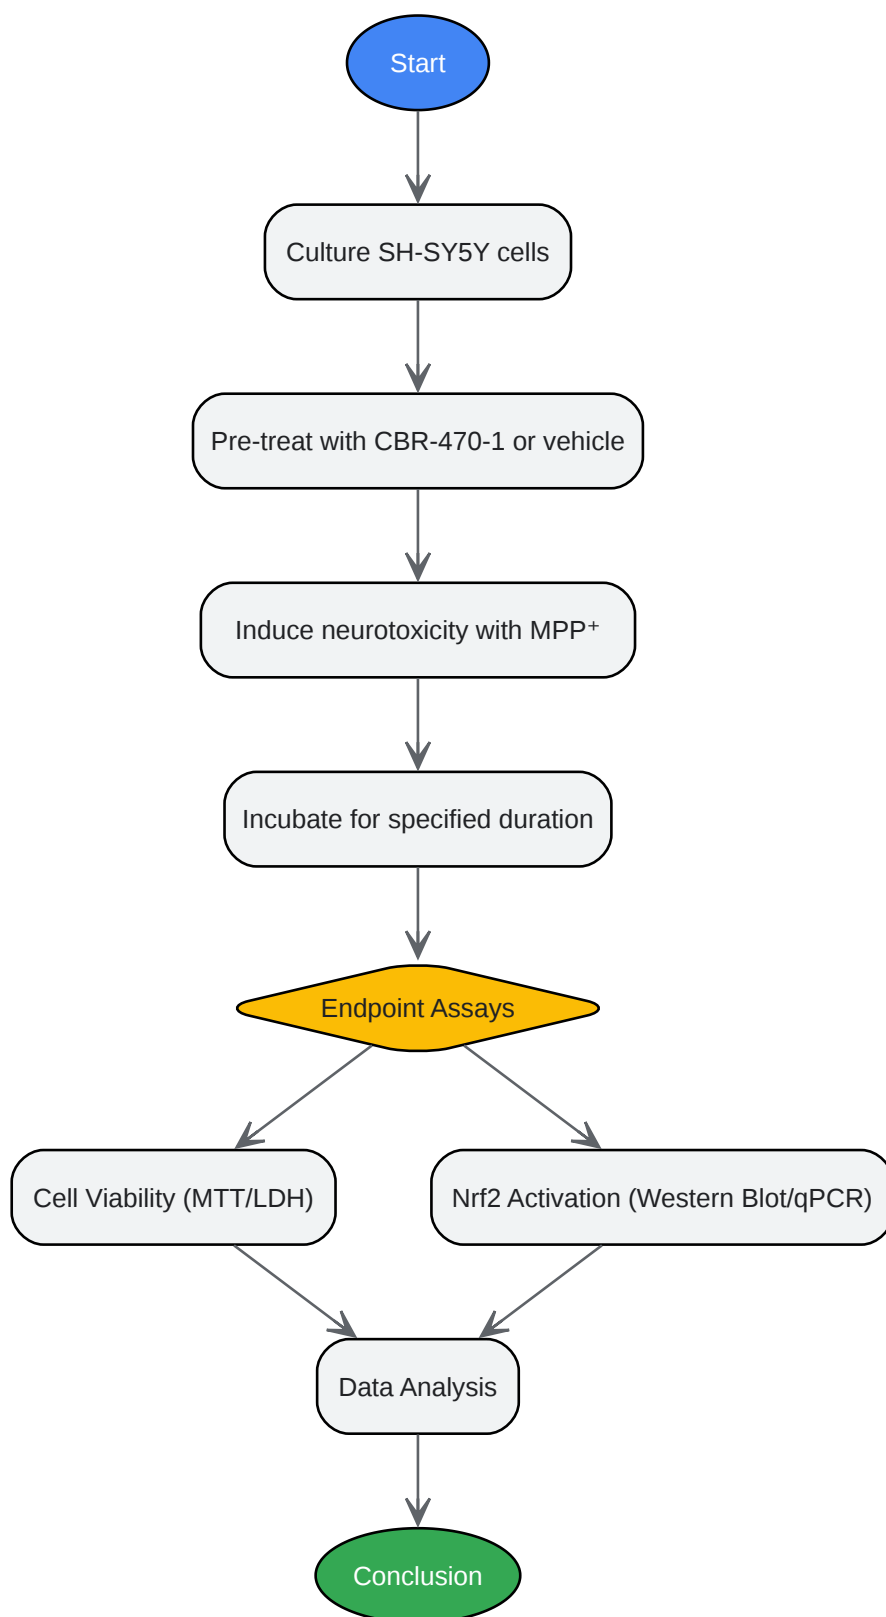 Start
Culture SH-SY5Y cells
Pre-treat with CBR-470-1 or vehicle
Induce neurotoxicity with MPP⁺
Incubate for specified duration
Endpoint Assays
Cell Viability (MTT/LDH)
Nrf2 Activation (Western Blot/qPCR)
Data Analysis
Conclusion